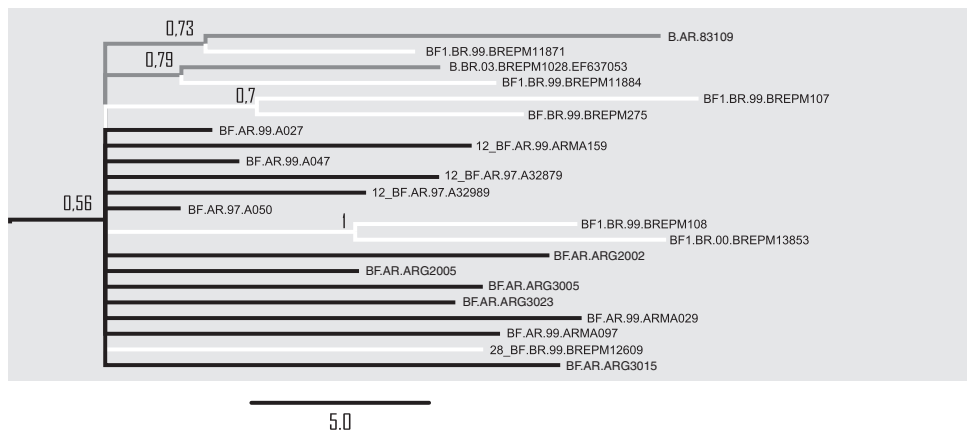 0,73
B.AR.83109
BF1.BR.99.BREPM11871
0,79
B.BR.03.BREPM1028.EF637053
BF1.BR.99.BREPM11884
0,7
BF1.BR.99.BREPM107
BF.BR.99.BREPM275
BF.AR.99.A027
12_BF.AR.99.ARMA159
BF.AR.99.A047
12_BF.AR.97.A32879
12_BF.AR.97.A32989
0,56
BF.AR.97.A050
1
BF1.BR.99.BREPM108
BF1.BR.00.BREPM13853
BF.AR.ARG2002
BF.AR.ARG2005
BF.AR.ARG3005
BF.AR.ARG3023
BF.AR.99.ARMA029
BF.AR.99.ARMA097
28_BF.BR.99.BREPM12609
BF.AR.ARG3015
5.0